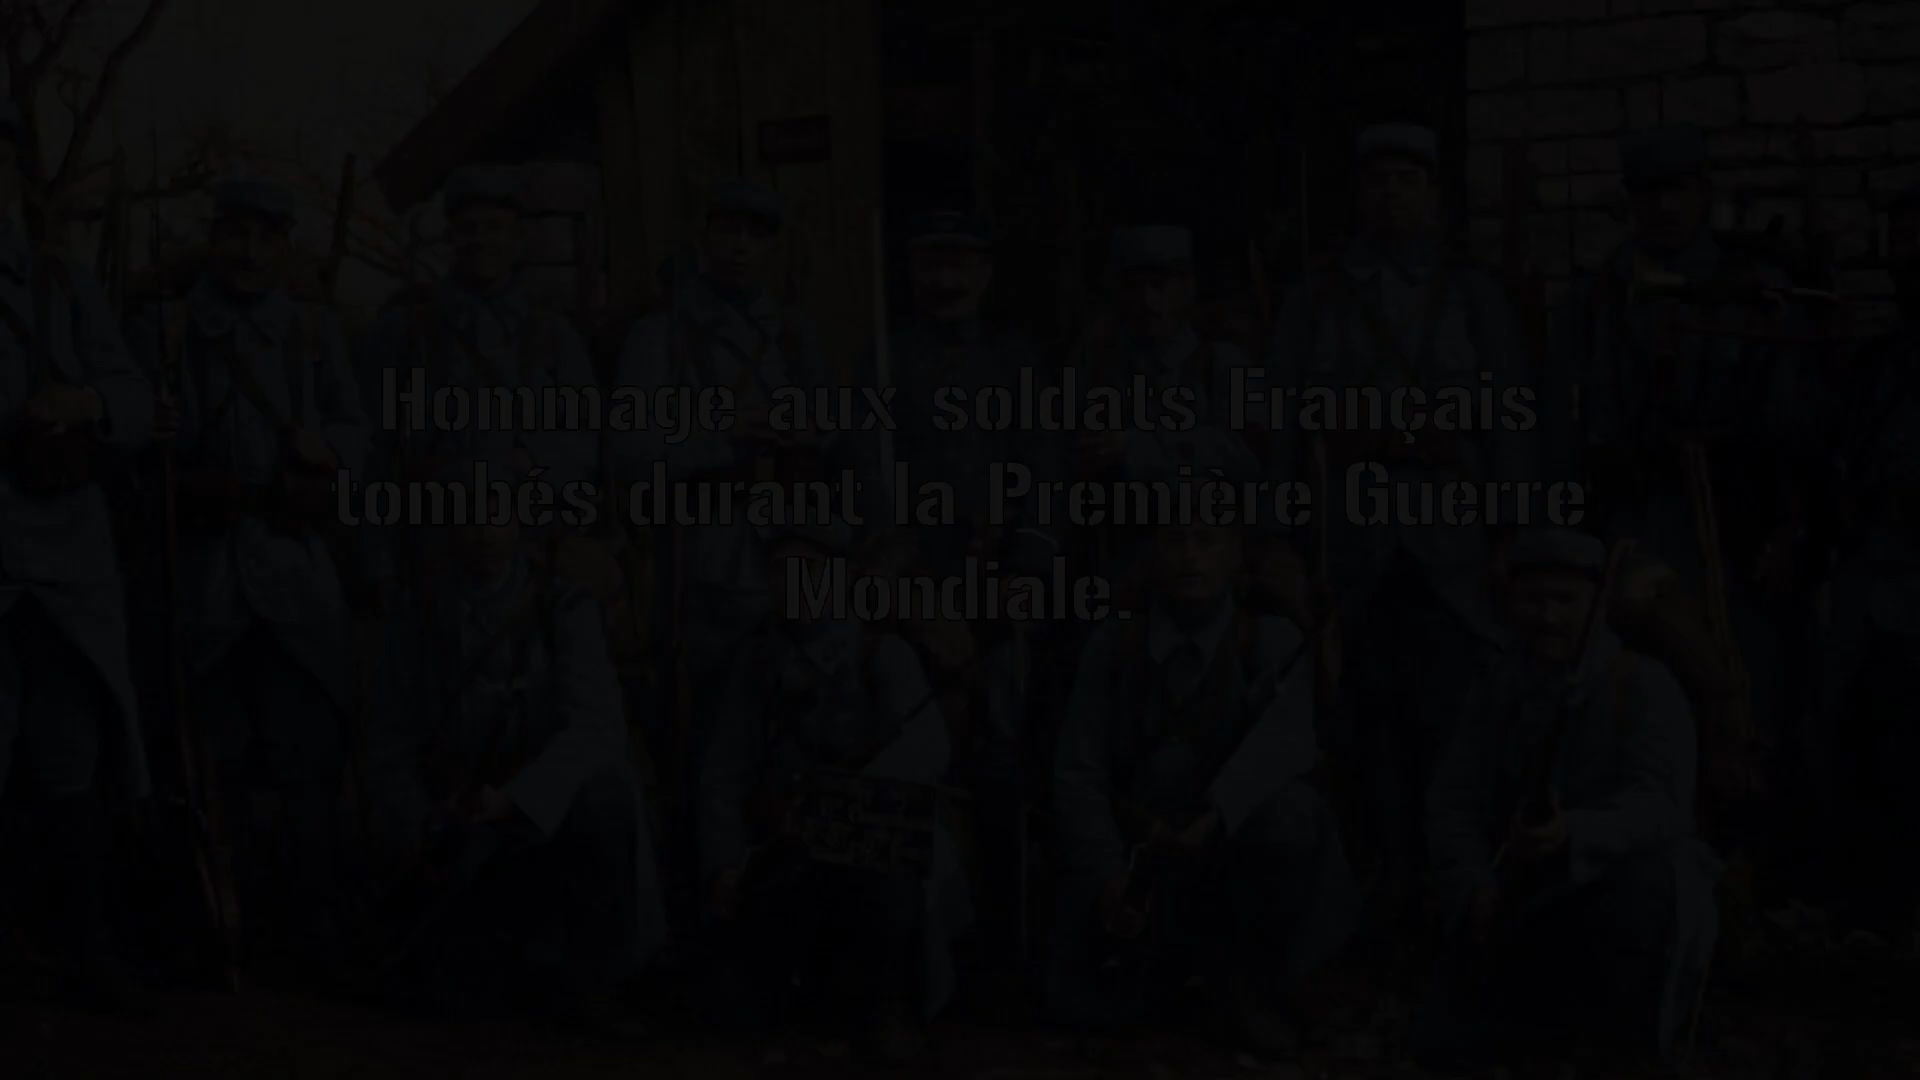 Hommage aux soldats Français
tombés durant la Première Guerre
Mondiale.